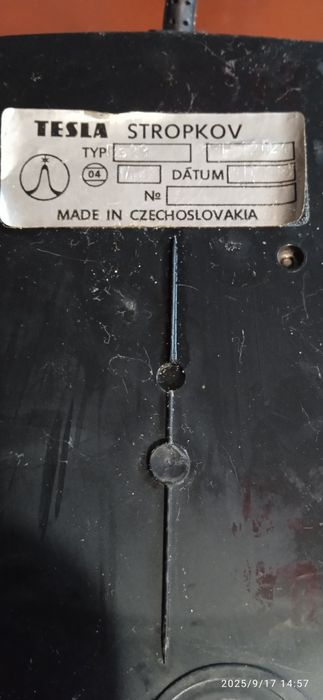 TESLA STROPKOV
TYP
04 DÁTUM
№
MADE IN CZECHOSLOVAKIA
2025/9/17 14:57